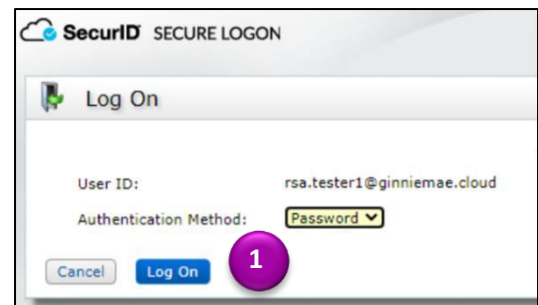 SecurID SECURE LOGON
Log On
User ID: rsa.tester1@ginniemae.cloud
Authentication Method: Password
Cancel Log On 1